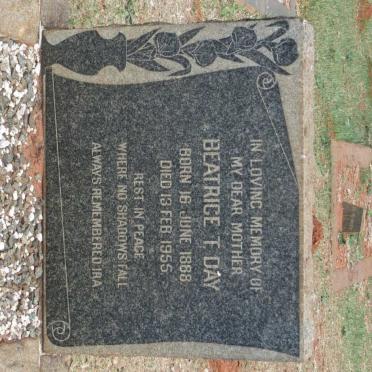 IN LOVING MEMORY OF
MY DEAR MOTHER
BEATRICE T. DAY
BORN 16 JUNE 1888
DIED 13 FEB 1955
REST IN PEACE
WHERE NO SHADOWS FALL
ALWAYS REMEMBERED IRA